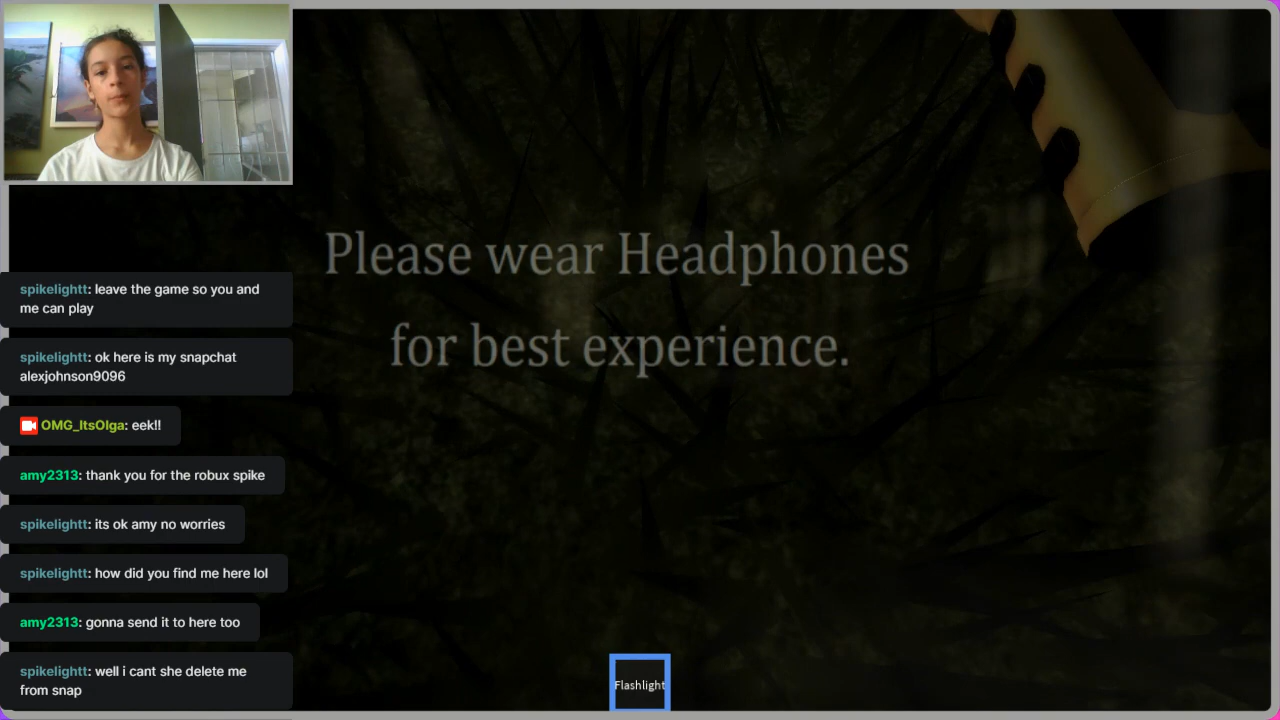 Please wear Headphones
for best experience.
spikelightt: leave the game so you and
me can play
spikelightt: ok here is my snapchat
alexjohnson9096
OMG_ItsOlga: eek!!
amy2313: thank you for the robux spike
spikelightt: its ok amy no worries
spikelightt: how did you find me here lol
amy2313: gonna send it to here too
spikelightt: well i cant she delete me
from snap
Flashlight